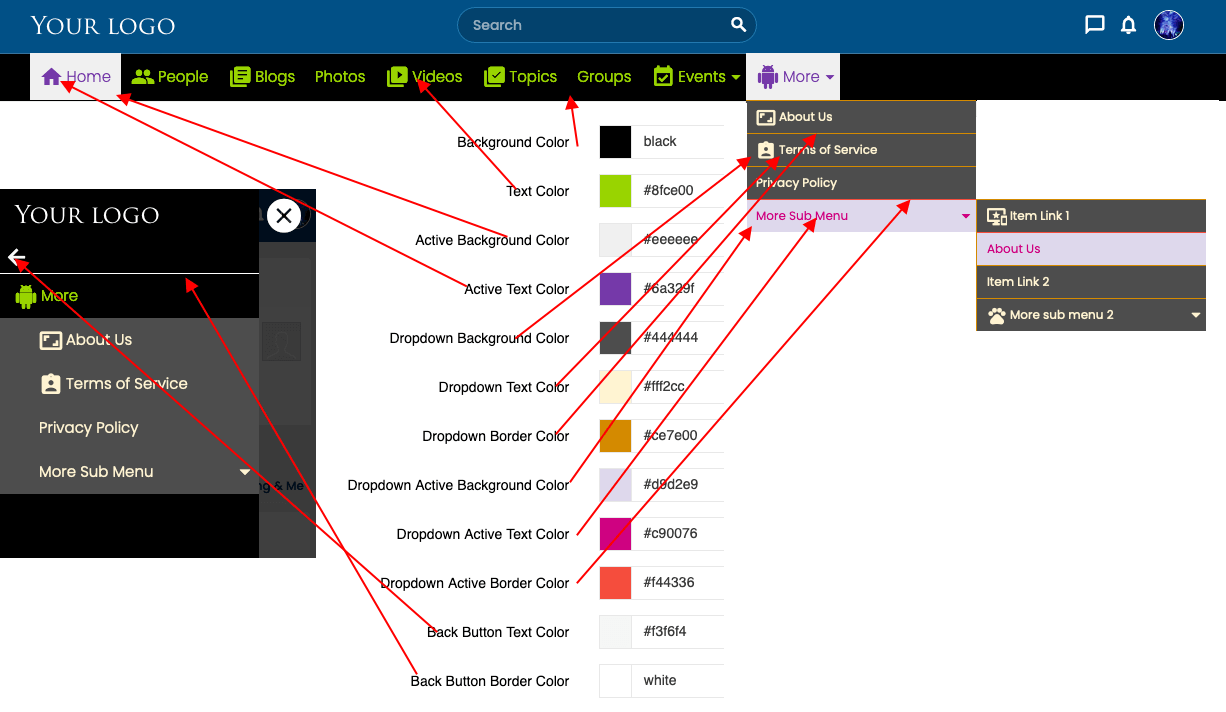 YOUR LOGO
Search
Home
People
Blogs
Photos
Videos
Topics
Groups
Events
More
About Us
Terms of Service
Privacy Policy
More Sub Menu
Item Link 1
About Us
Item Link 2
More sub menu 2
Background Color black
Text Color #8fce00
Active Background Color #eeeeee
Active Text Color #6a329f
Dropdown Background Color #444444
Dropdown Text Color #fff2cc
Dropdown Border Color #ce7e00
Dropdown Active Background Color #d9d2e9
Dropdown Active Text Color #c90076
Dropdown Active Border Color #f44336
Back Button Text Color #f3f6f4
Back Button Border Color white
YOUR LOGO
More
About Us
Terms of Service
Privacy Policy
More Sub Menu
& Me